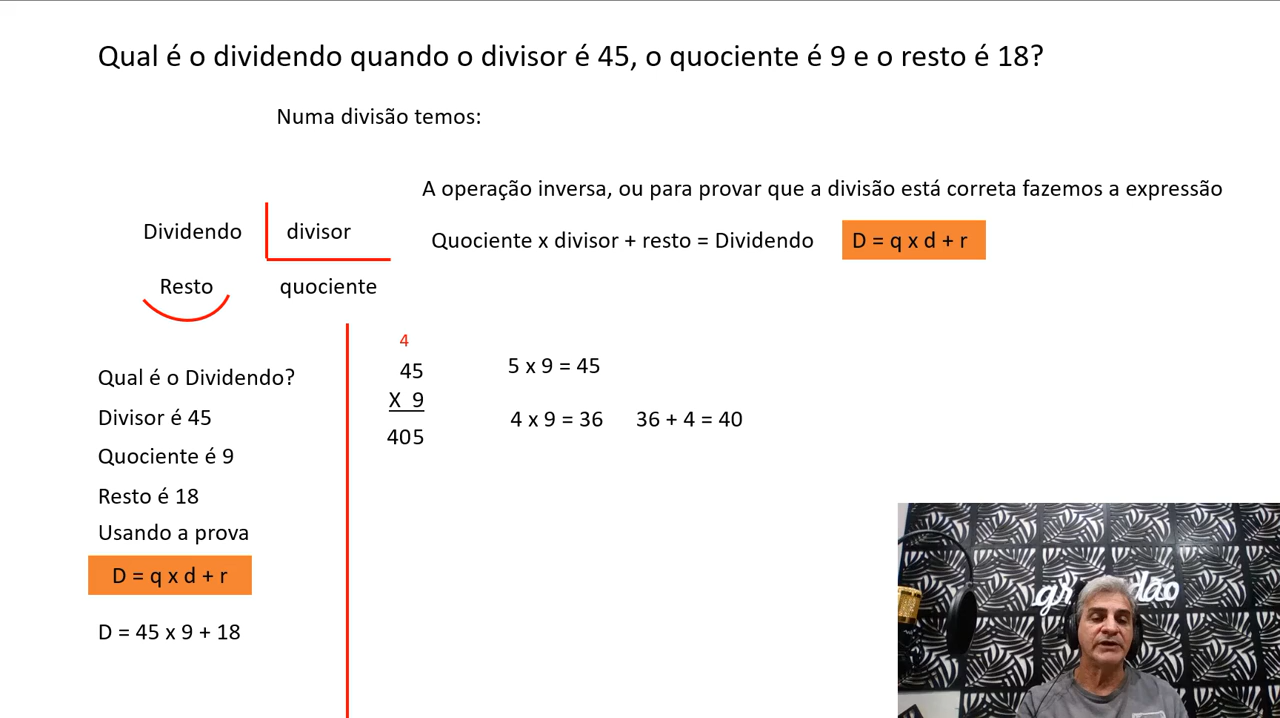 Qual é o dividendo quando o divisor é 45, o quociente é 9 e o resto é 18?
Numa divisão temos:
A operação inversa, ou para provar que a divisão está correta fazemos a expressão
Dividendo
divisor
Quociente x divisor + resto = Dividendo
D = q x d + r
Resto
quociente
Qual é o Dividendo?
Divisor é 45
Quociente é 9
Resto é 18
Usando a prova
D = q x d + r
D = 45 x 9 + 18
4
45
X 9
405
5 x 9 = 45
4 x 9 = 36
36 + 4 = 40